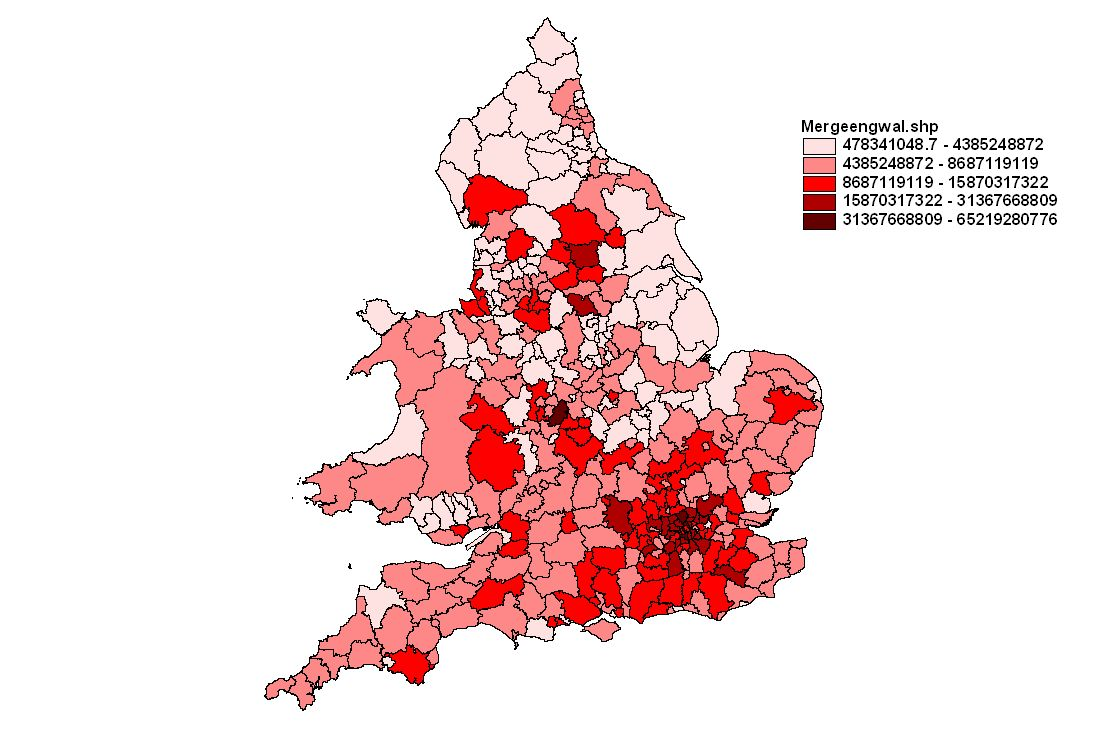 Mergeengwal.shp
478341048.7 - 4385248872
4385248872 - 8687119119
8687119119 - 15870317322
15870317322 - 31367668809
31367668809 - 65219280776